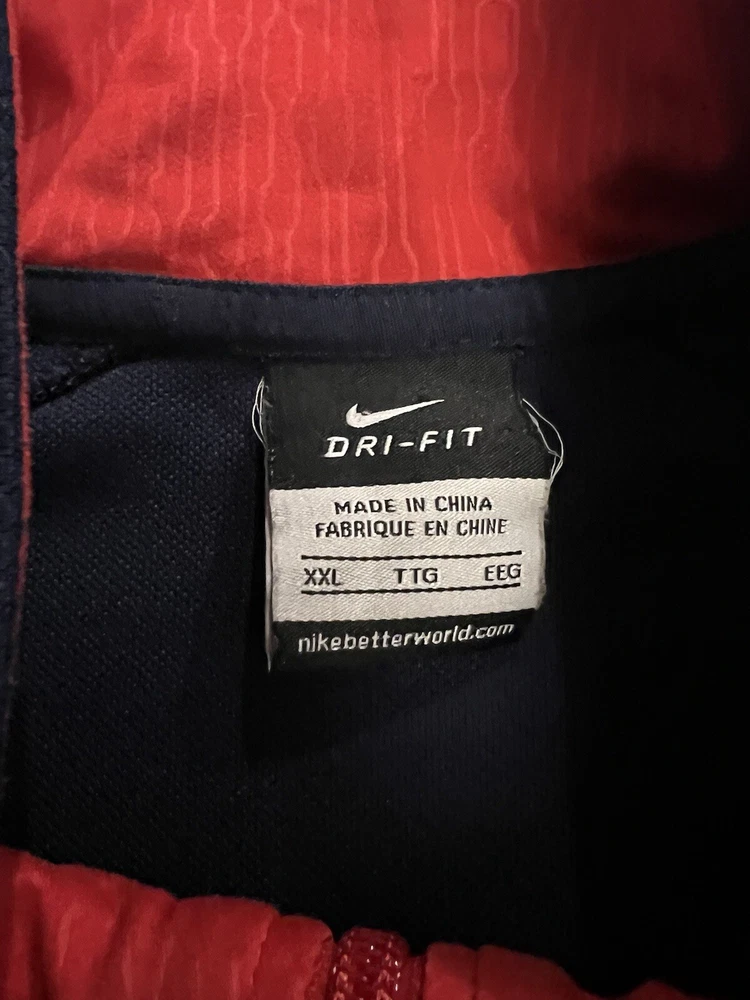 DRI-FIT
MADE IN CHINA
FABRIQUE EN CHINE
XXL TTG EEG
nikebetterworld.com